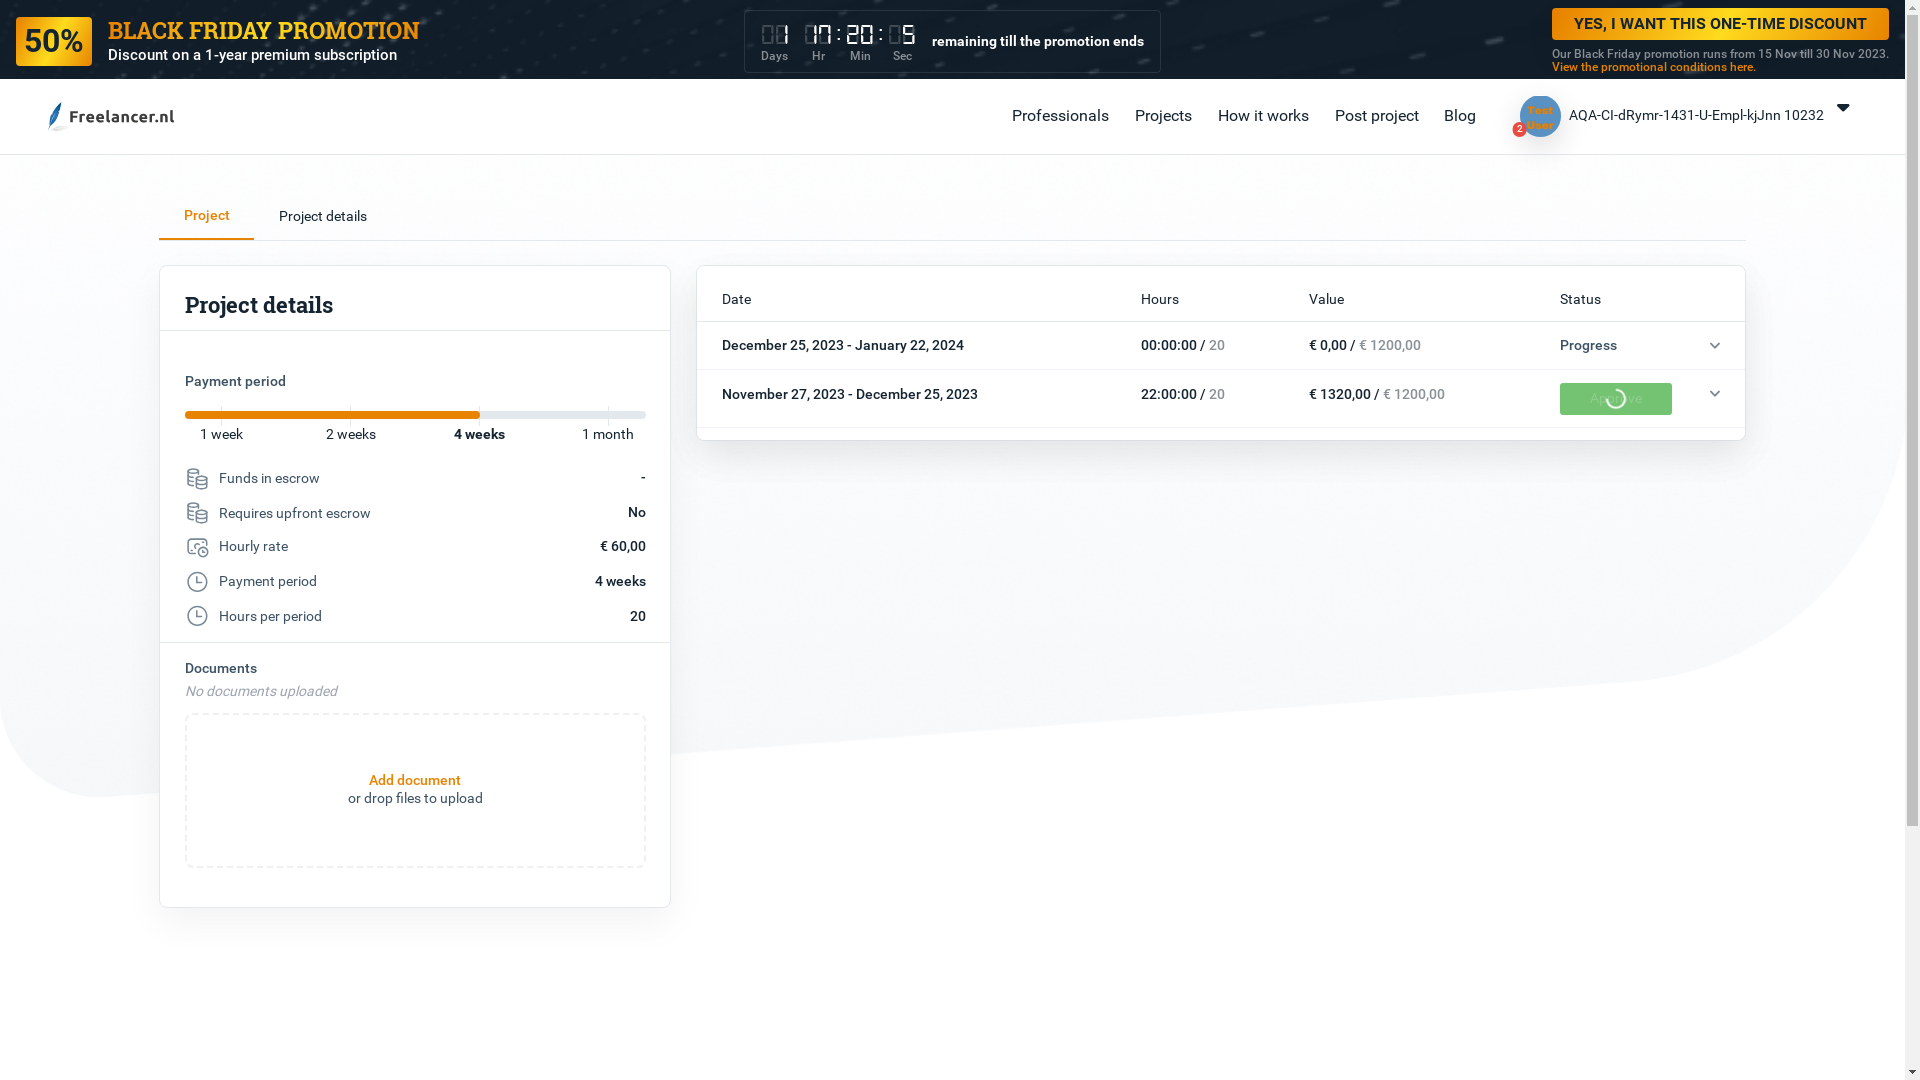 50%
BLACK FRIDAY PROMOTION
Discount on a 1-year premium subscription
1 17 : 20 : 5
Days Hr Min Sec
remaining till the promotion ends
YES, I WANT THIS ONE-TIME DISCOUNT
Our Black Friday promotion runs from 15 Nov till 30 Nov 2023.
View the promotional conditions here.
Freelancer.nl
Professionals
Projects
How it works
Post project
Blog
Test
User
2
AQA-CI-dRymr-1431-U-Empl-kjJnn 10232
Project
Project details
Project details
Payment period
1 week
2 weeks
4 weeks
1 month
Funds in escrow -
Requires upfront escrow No
Hourly rate € 60,00
Payment period 4 weeks
Hours per period 20
Documents
No documents uploaded
Add document
or drop files to upload
Date Hours Value Status
December 25, 2023 - January 22, 2024 00:00:00 / 20 € 0,00 / € 1200,00 Progress
November 27, 2023 - December 25, 2023 22:00:00 / 20 € 1320,00 / € 1200,00 Approve